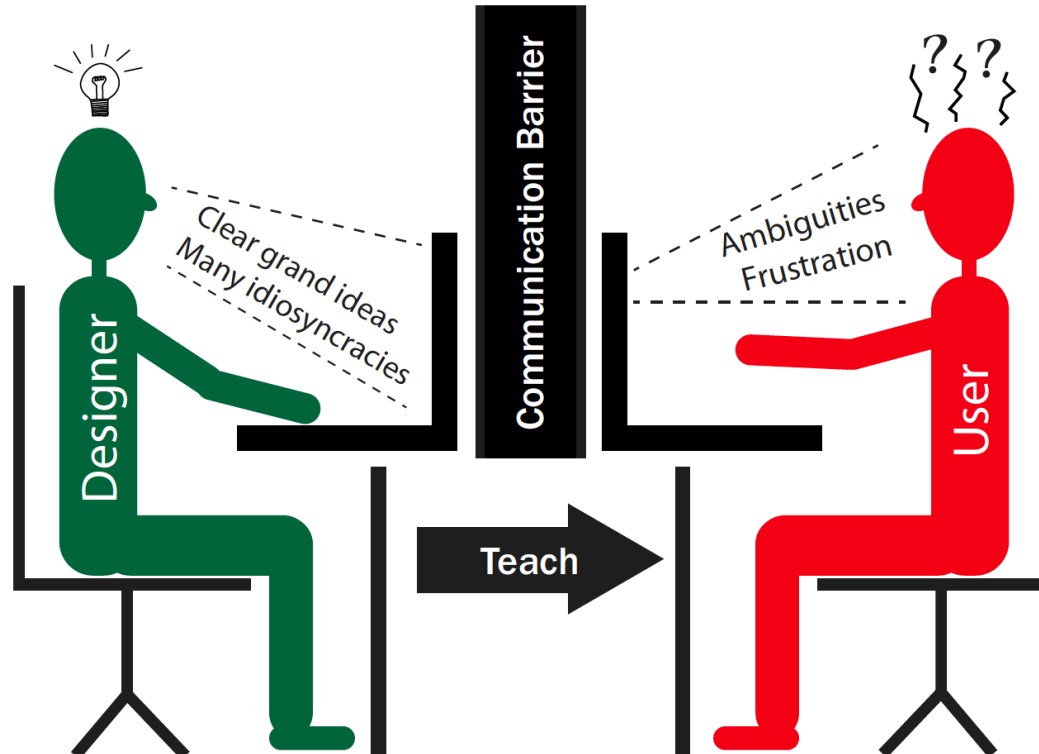 ? ?
Clear grand ideas
Many idiosyncracies
Communication Barrier
Ambiguities
Frustration
Designer
User
Teach